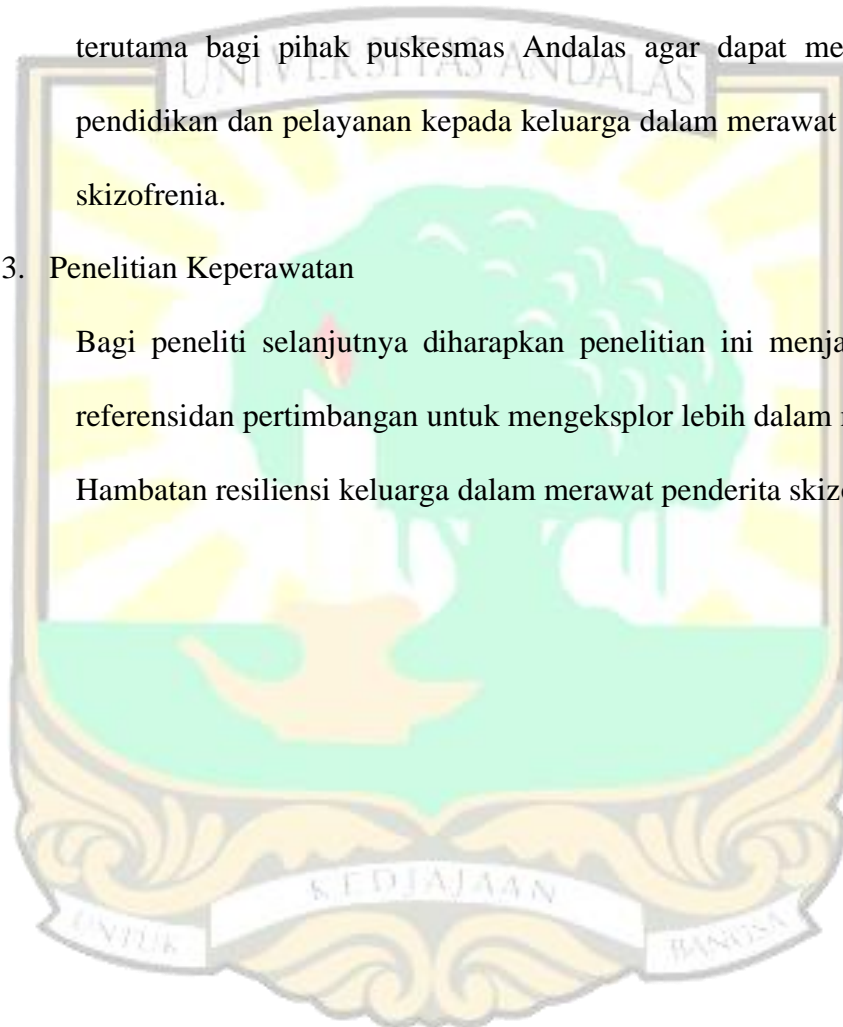 terutama bagi pihak puskesmas Andalas agar dapat me
UNIVERSITAS ANDALAS
pendidikan dan pelayanan kepada keluarga dalam merawat
skizofrenia.
3. Penelitian Keperawatan
Bagi peneliti selanjutnya diharapkan penelitian ini menja
referensidan pertimbangan untuk mengeksplor lebih dalam
Hambatan resiliensi keluarga dalam merawat penderita skizo
KEDJAJAAN
UNTUK BANGSA